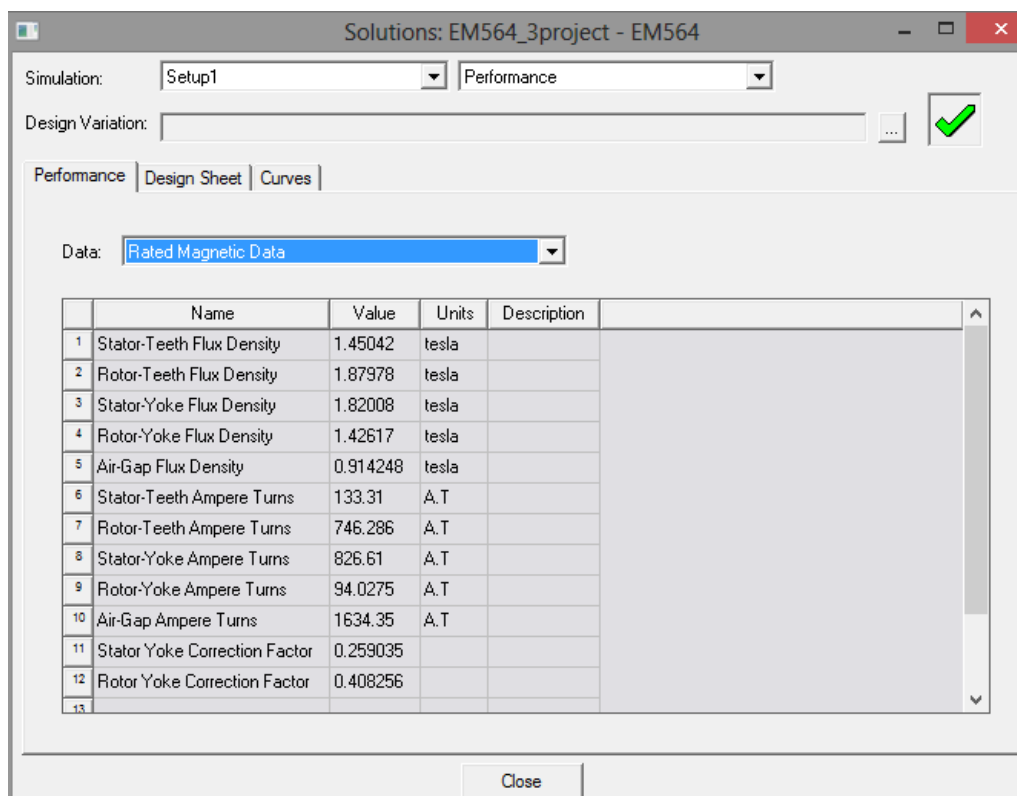 Solutions: EM564_3project - EM564
Simulation: Setup1 Performance
Design Variation: ...
Performance Design Sheet Curves
Data: Rated Magnetic Data
Name Value Units Description
1 Stator-Teeth Flux Density 1.45042 tesla
2 Rotor-Teeth Flux Density 1.87978 tesla
3 Stator-Yoke Flux Density 1.82008 tesla
4 Rotor-Yoke Flux Density 1.42617 tesla
5 Air-Gap Flux Density 0.914248 tesla
6 Stator-Teeth Ampere Turns 133.31 A.T
7 Rotor-Teeth Ampere Turns 746.286 A.T
8 Stator-Yoke Ampere Turns 826.61 A.T
9 Rotor-Yoke Ampere Turns 94.0275 A.T
10 Air-Gap Ampere Turns 1634.35 A.T
11 Stator Yoke Correction Factor 0.259035
12 Rotor Yoke Correction Factor 0.408256
13
Close